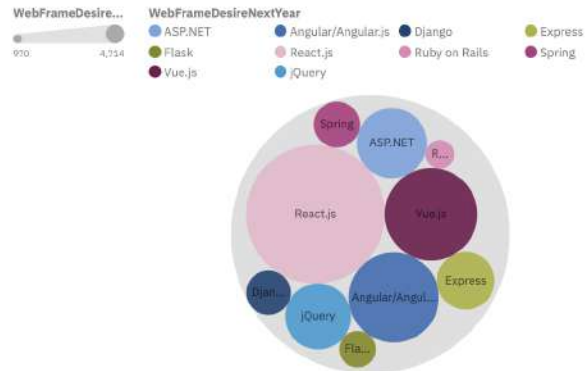 WebFrameDesire...
970 4,714
WebFrameDesireNextYear
ASP.NET Angular/Angular.js Django Express
Flask React.js Ruby on Rails Spring
Vue.js jQuery
Spring
ASP.NET
R...
React.js
Vue.js
Express
Djan...
Angular/Angul...
jQuery
Fla...